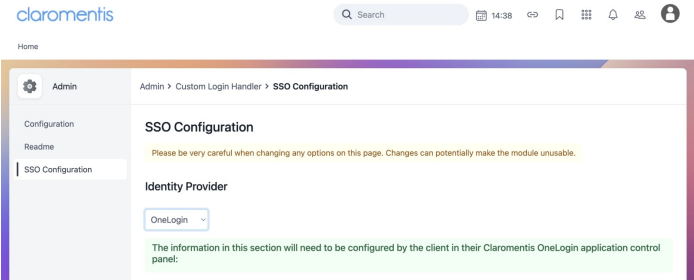 claromentis
Search
14:38
Home
Admin
Admin > Custom Login Handler > SSO Configuration
Configuration
Readme
SSO Configuration
SSO Configuration
Please be very careful when changing any options on this page. Changes can potentially make the module unusable.
Identity Provider
OneLogin
The information in this section will need to be configured by the client in their Claromentis OneLogin application control
panel: